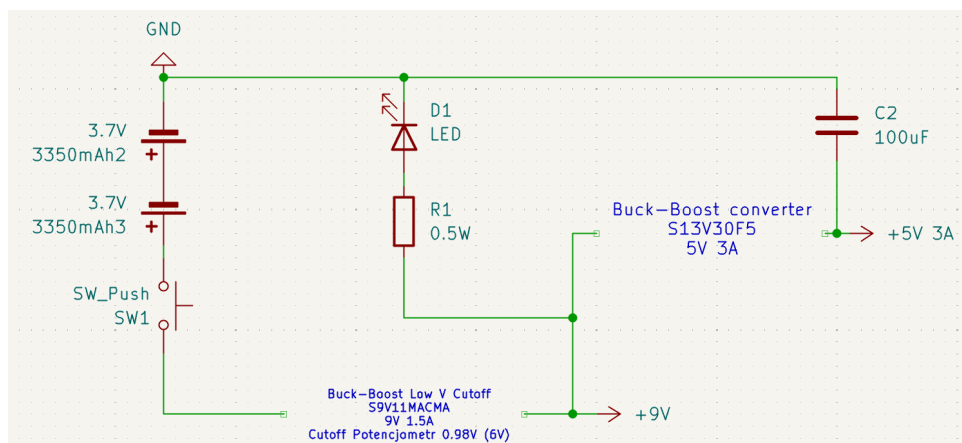 GND
3.7V
3350mAh2
+
3.7V
3350mAh3
+
SW_Push
SW1
D1
LED
R1
0.5W
C2
100uF
Buck-Boost converter
S13V30F5
5V 3A
+5V 3A
Buck-Boost Low V Cutoff
S9V11MACMA
9V 1.5A
Cutoff Potencjometr 0.98V (6V)
+9V